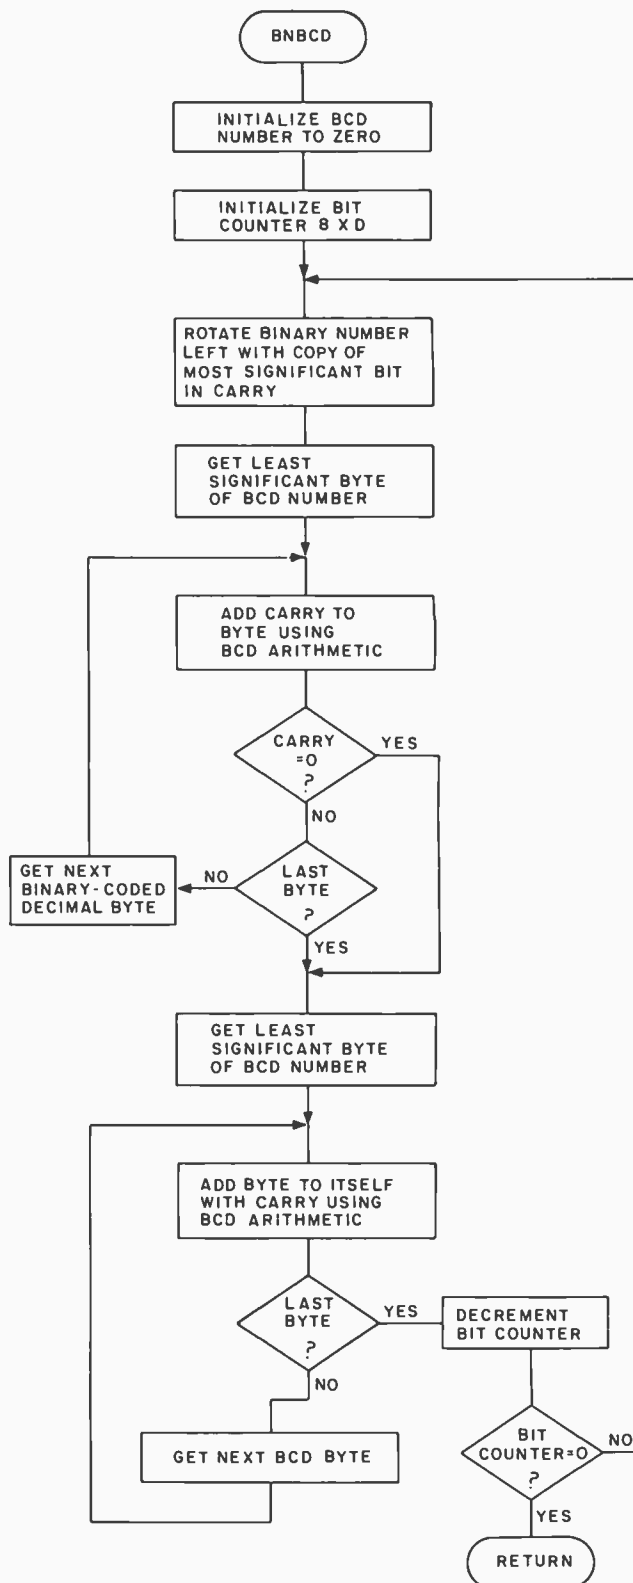 BNBCD
INITIALIZE BCD
NUMBER TO ZERO
INITIALIZE BIT
COUNTER 8 X D
ROTATE BINARY NUMBER
LEFT WITH COPY OF
MOST SIGNIFICANT BIT
IN CARRY
GET LEAST
SIGNIFICANT BYTE
OF BCD NUMBER
ADD CARRY TO
BYTE USING
BCD ARITHMETIC
CARRY
=0
?
YES
NO
LAST
BYTE
?
NO
YES
GET NEXT
BINARY-CODED
DECIMAL BYTE
GET LEAST
SIGNIFICANT BYTE
OF BCD NUMBER
ADD BYTE TO ITSELF
WITH CARRY USING
BCD ARITHMETIC
LAST
BYTE
?
YES
NO
DECREMENT
BIT COUNTER
GET NEXT BCD BYTE
BIT
COUNTER=0
?
NO
YES
RETURN